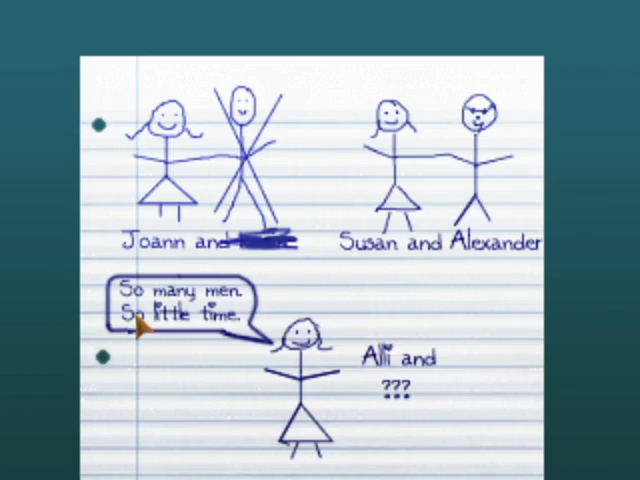 Joann and
Susan and Alexander
So many men.
So little time.
Alli and
???